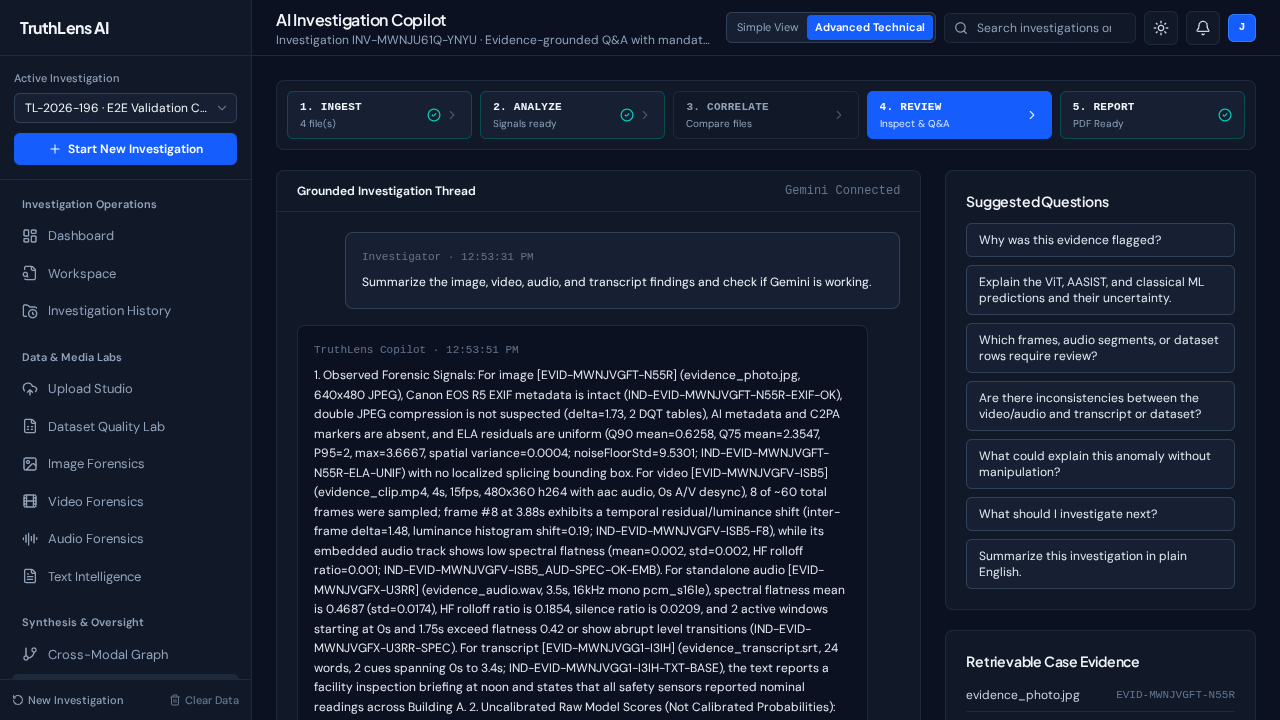 TruthLens AI
Active Investigation
TL-2026-196 · E2E Validation C...
Start New Investigation
Investigation Operations
Dashboard
Workspace
Investigation History
Data & Media Labs
Upload Studio
Dataset Quality Lab
Image Forensics
Video Forensics
Audio Forensics
Text Intelligence
Synthesis & Oversight
Cross-Modal Graph
New Investigation
Clear Data
AI Investigation Copilot
Investigation INV-MWNJU61Q-YNYU · Evidence-grounded Q&A with mandat...
Simple View
Advanced Technical
Search investigations or
J
1. INGEST
4 file(s)
2. ANALYZE
Signals ready
3. CORRELATE
Compare files
4. REVIEW
Inspect & Q&A
5. REPORT
PDF Ready
Grounded Investigation Thread
Gemini Connected
Investigator · 12:53:31 PM
Summarize the image, video, audio, and transcript findings and check if Gemini is working.
TruthLens Copilot · 12:53:51 PM
1. Observed Forensic Signals: For image [EVID-MWNJVGFT-N55R] (evidence_photo.jpg,
640x480 JPEG), Canon EOS R5 EXIF metadata is intact (IND-EVID-MWNJVGFT-N55R-EXIF-OK),
double JPEG compression is not suspected (delta=1.73, 2 DQT tables), AI metadata and C2PA
markers are absent, and ELA residuals are uniform (Q90 mean=0.6258, Q75 mean=2.3547,
P95=2, max=3.6667, spatial variance=0.0004; noiseFloorStd=9.5301; IND-EVID-MWNJVGFT-
N55R-ELA-UNIF) with no localized splicing bounding box. For video [EVID-MWNJVGFV-ISB5]
(evidence_clip.mp4, 4s, 15fps, 480x360 h264 with aac audio, 0s A/V desync), 8 of ~60 total
frames were sampled; frame #8 at 3.88s exhibits a temporal residual/luminance shift (inter-
frame delta=1.48, luminance histogram shift=0.19; IND-EVID-MWNJVGFV-ISB5-F8), while its
embedded audio track shows low spectral flatness (mean=0.002, std=0.002, HF rolloff
ratio=0.001; IND-EVID-MWNJVGFV-ISB5_AUD-SPEC-OK-EMB). For standalone audio [EVID-
MWNJVGFX-U3RR] (evidence_audio.wav, 3.5s, 16kHz mono pcm_s16le), spectral flatness mean
is 0.4687 (std=0.0174), HF rolloff ratio is 0.1854, silence ratio is 0.0209, and 2 active windows
starting at 0s and 1.75s exceed flatness 0.42 or show abrupt level transitions (IND-EVID-
MWNJVGFX-U3RR-SPEC). For transcript [EVID-MWNJVGG1-I3IH] (evidence_transcript.srt, 24
words, 2 cues spanning 0s to 3.4s; IND-EVID-MWNJVGG1-I3IH-TXT-BASE), the text reports a
facility inspection briefing at noon and states that all safety sensors reported nominal
readings across Building A. 2. Uncalibrated Raw Model Scores (Not Calibrated Probabilities):
Suggested Questions
Why was this evidence flagged?
Explain the ViT, AASIST, and classical ML
predictions and their uncertainty.
Which frames, audio segments, or dataset
rows require review?
Are there inconsistencies between the
video/audio and transcript or dataset?
What could explain this anomaly without
manipulation?
What should I investigate next?
Summarize this investigation in plain
English.
Retrievable Case Evidence
evidence_photo.jpg
EVID-MWNJVGFT-N55R